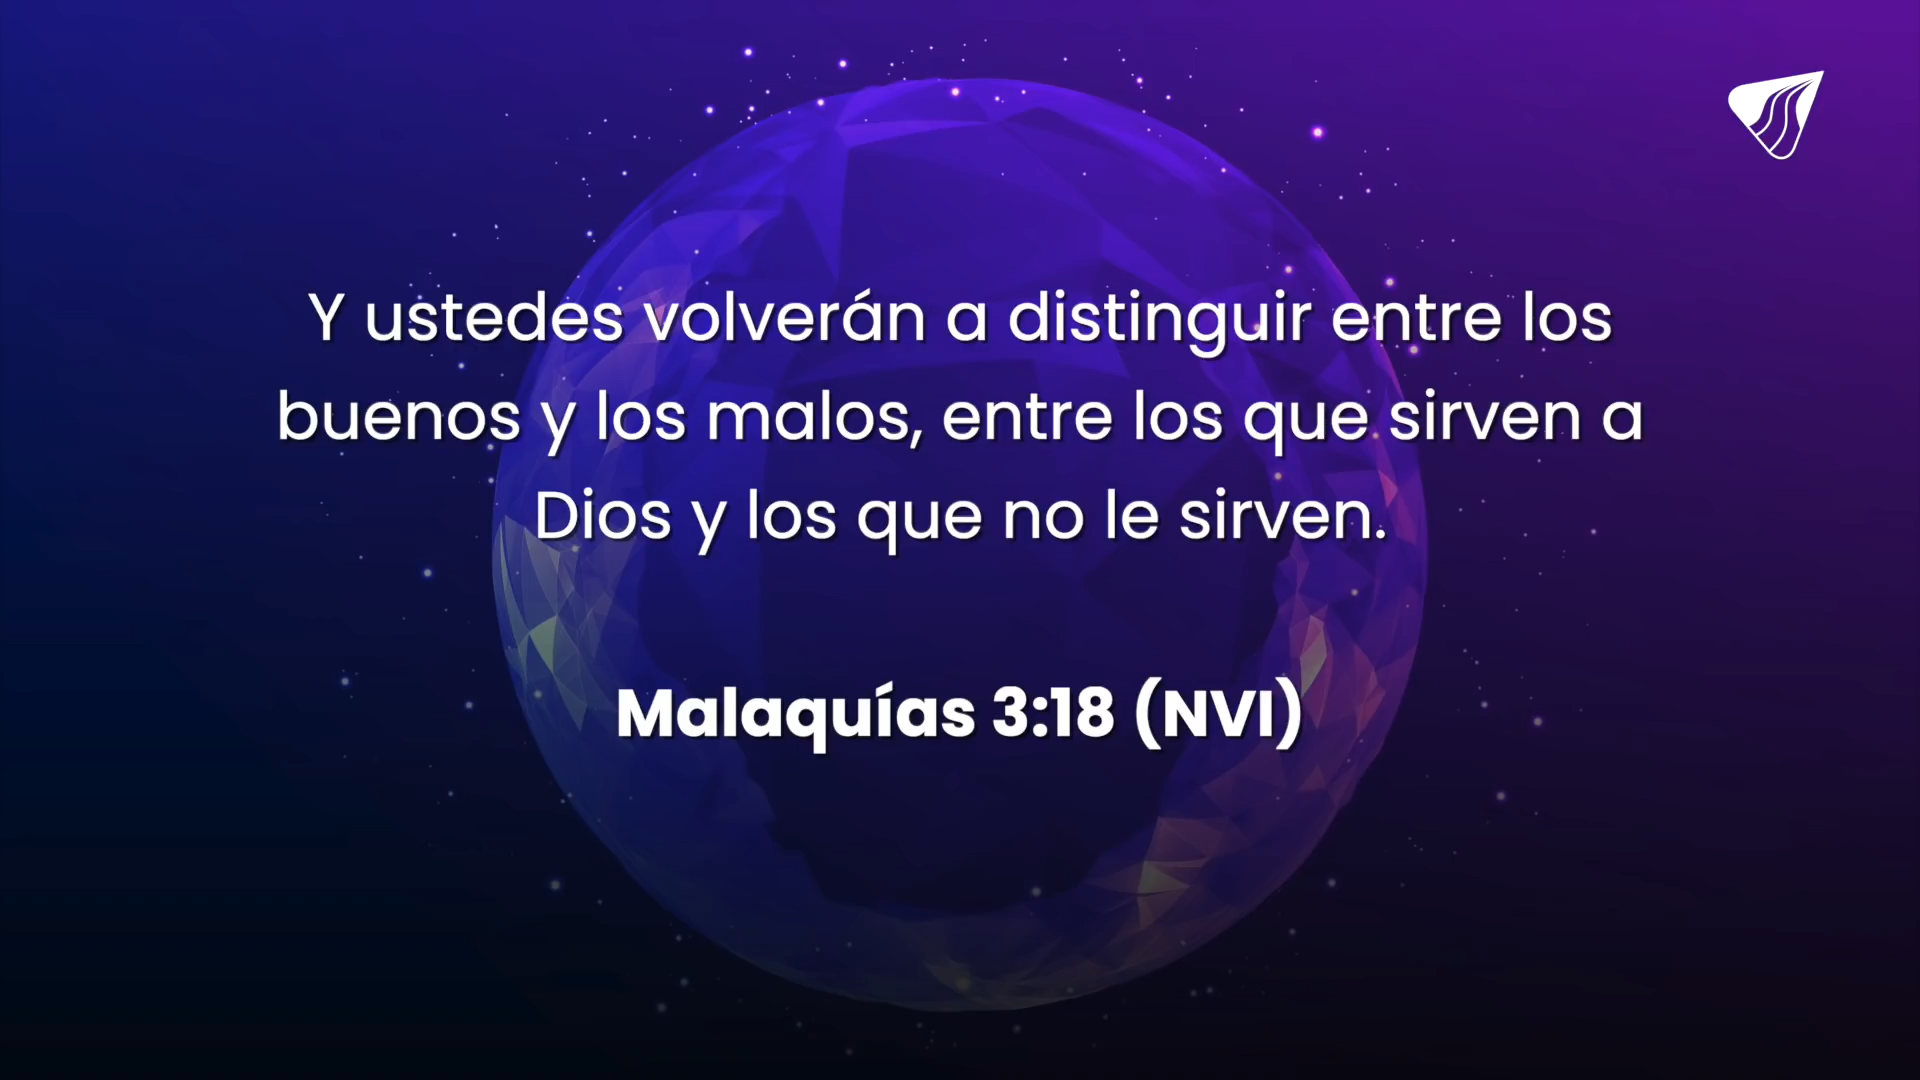 Y ustedes volverán a distinguir entre los
buenos y los malos, entre los que sirven a
Dios y los que no le sirven.
Malaquías 3:18 (NVI)